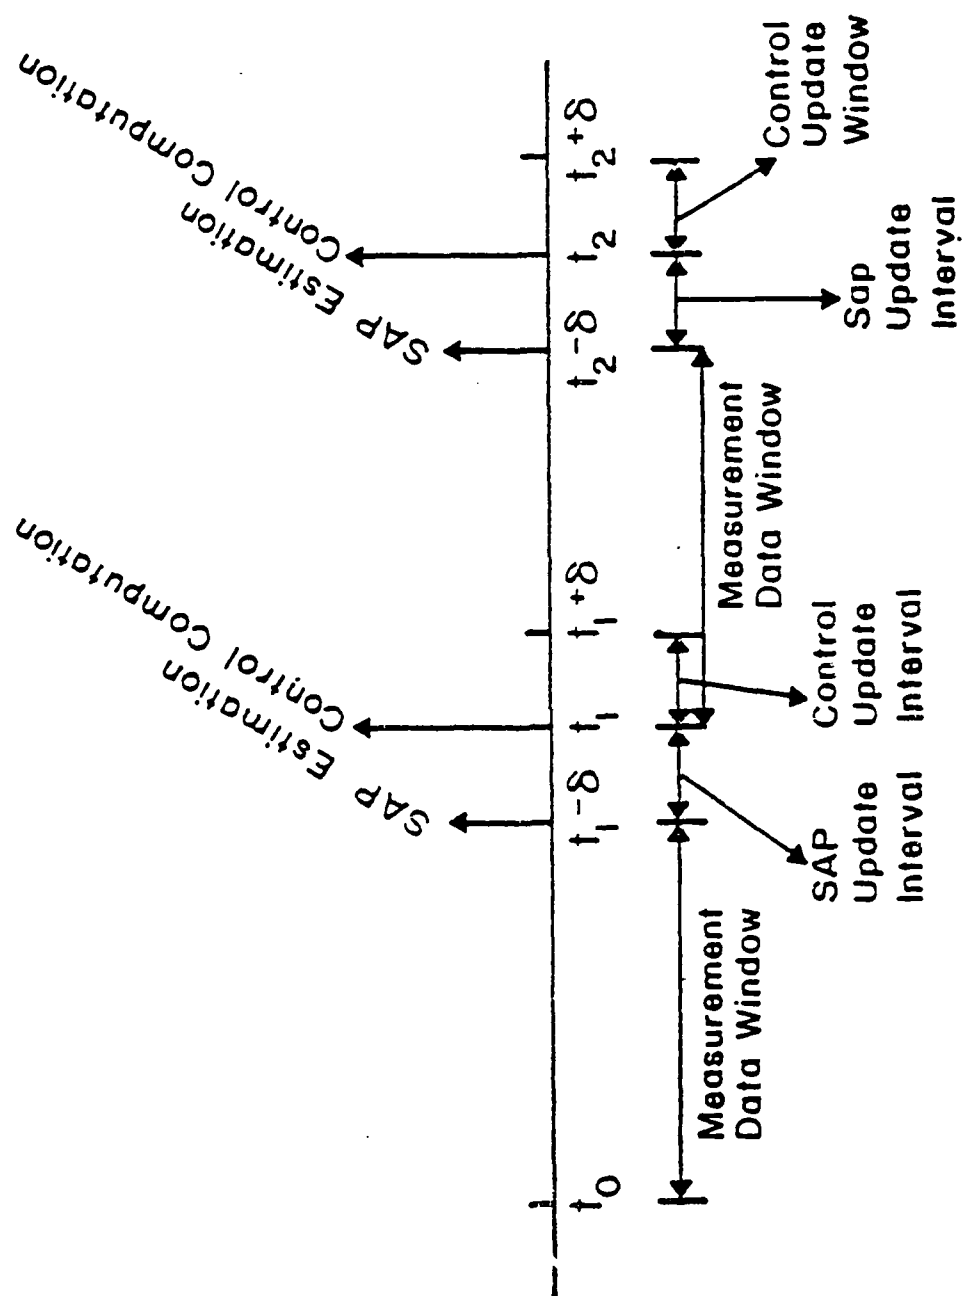 SAP Estimation
Control Computation
SAP Estimation
Control Computation
t₀
t₁-δ
t₁
t₁+δ
t₂-δ
t₂
t₂+δ
Measurement
Data Window
SAP
Update
Interval
Control
Update
Interval
Measurement
Data Window
Sap
Update
Interval
Control
Update
Window